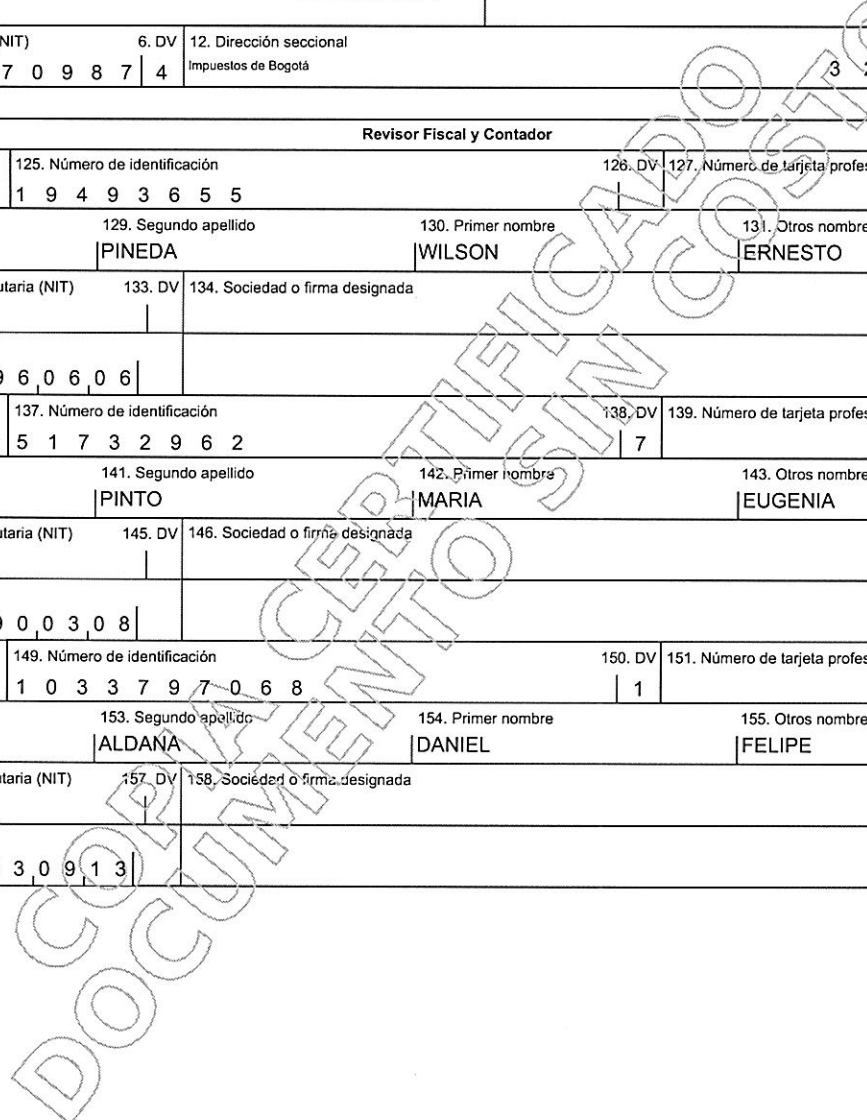 NIT) 6. DV 12. Dirección seccional
7 0 9 8 7 4 Impuestos de Bogotá 3
Revisor Fiscal y Contador
125. Número de identificación 126. DV 127. Número de tarjeta profes
1 9 4 9 3 6 5 5
129. Segundo apellido 130. Primer nombre 131. Otros nombre
PINEDA WILSON ERNESTO
utaria (NIT) 133. DV 134. Sociedad o firma designada
9 6 0 6 0 6
137. Número de identificación 138. DV 139. Número de tarjeta profes
5 1 7 3 2 9 6 2 7
141. Segundo apellido 142. Primer nombre 143. Otros nombre
PINTO MARIA EUGENIA
utaria (NIT) 145. DV 146. Sociedad o firma designada
0 0 3 0 8
149. Número de identificación 150. DV 151. Número de tarjeta profes
1 0 3 3 7 9 7 0 6 8 1
153. Segundo apellido 154. Primer nombre 155. Otros nombre
ALDANA DANIEL FELIPE
utaria (NIT) 157. DV 158. Sociedad o firma designada
3 0 9 1 3
COPIA CERTIFICADO
DOCUMENTO SIN COSTO